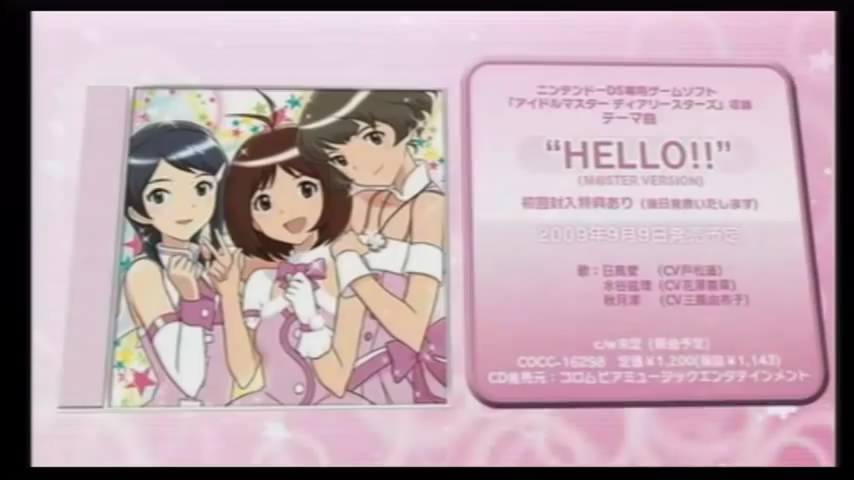 ニンテンドーDS専用ゲームソフト
「アイドルマスター ディアリースターズ」収録
テーマ曲
“HELLO!!”
(M@STER VERSION)
初回封入特典あり (後日発表いたします)
2009年9月9日発売予定
歌：日高愛 (CV戸松遥)
水谷絵理 (CV花澤香菜)
秋月涼 (CV三瓶由布子)
c/w未定 (新曲予定)
COCC-16298 定価￥1,200(税抜￥1,143)
CD発売元：コロムビアミュージックエンタテインメント